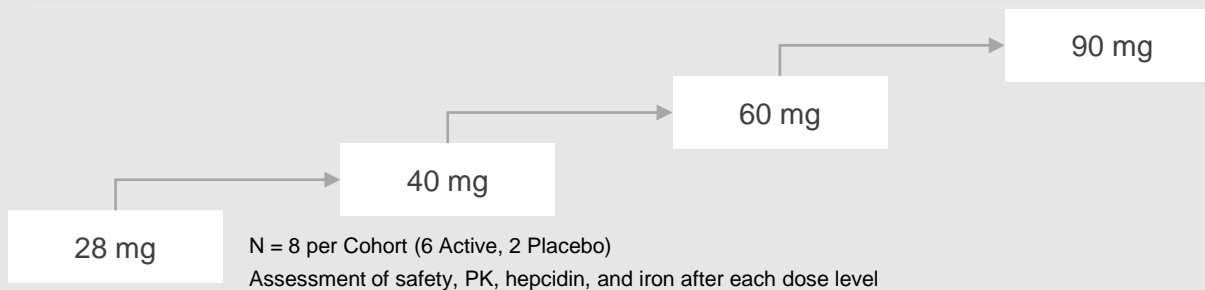 90 mg
60 mg
40 mg
28 mg
N = 8 per Cohort (6 Active, 2 Placebo)
Assessment of safety, PK, hepcidin, and iron after each dose level